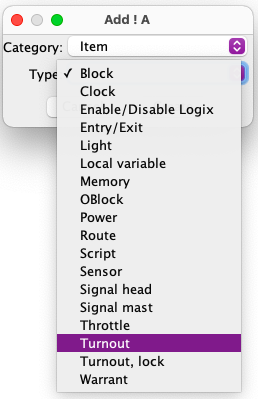 Add ! A
Category: Item
Type ✓ Block
Clock
Enable/Disable Logix
Entry/Exit
Light
Local variable
Memory
OBlock
Power
Route
Script
Sensor
Signal head
Signal mast
Throttle
Turnout
Turnout, lock
Warrant